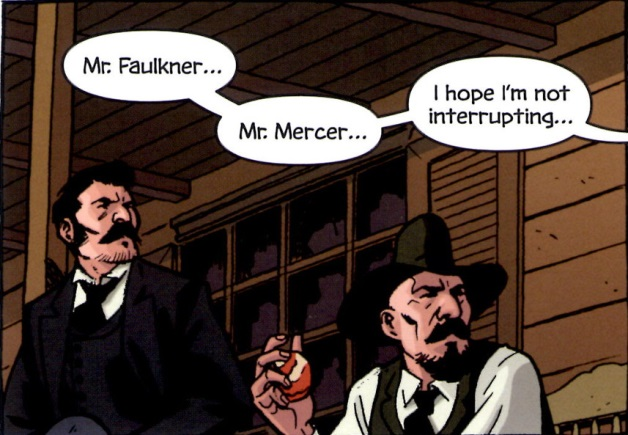 Mr. Faulkner...
Mr. Mercer...
I hope I'm not
interrupting...